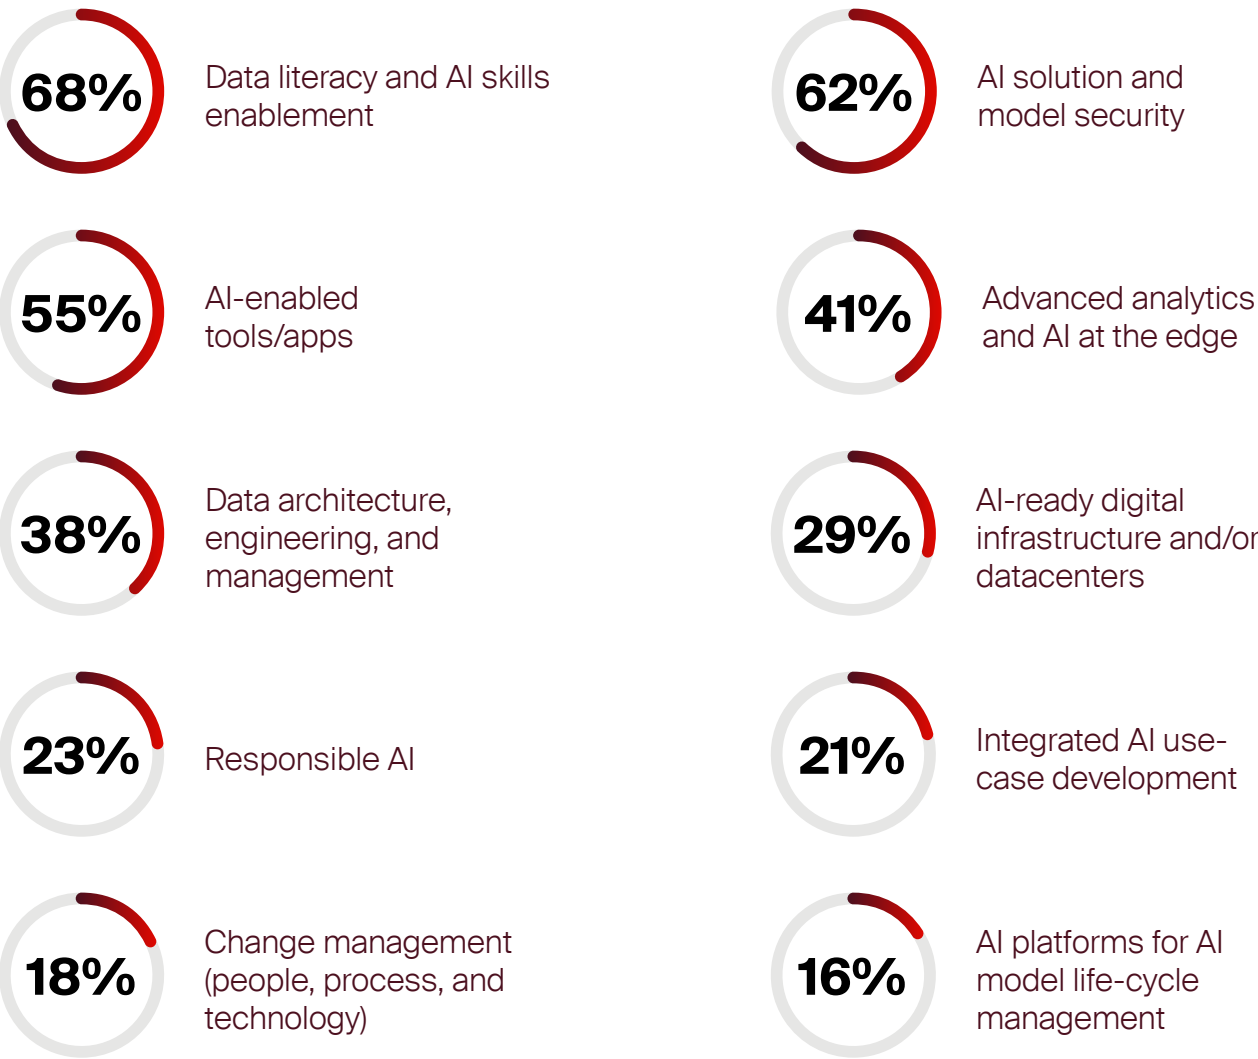 68%
Data literacy and AI skills
enablement
62%
AI solution and
model security
55%
AI-enabled
tools/apps
41%
Advanced analytics
and AI at the edge
38%
Data architecture,
engineering, and
management
29%
AI-ready digital
infrastructure and/or
datacenters
23%
Responsible AI
21%
Integrated AI use-
case development
18%
Change management
(people, process, and
technology)
16%
AI platforms for AI
model life-cycle
management